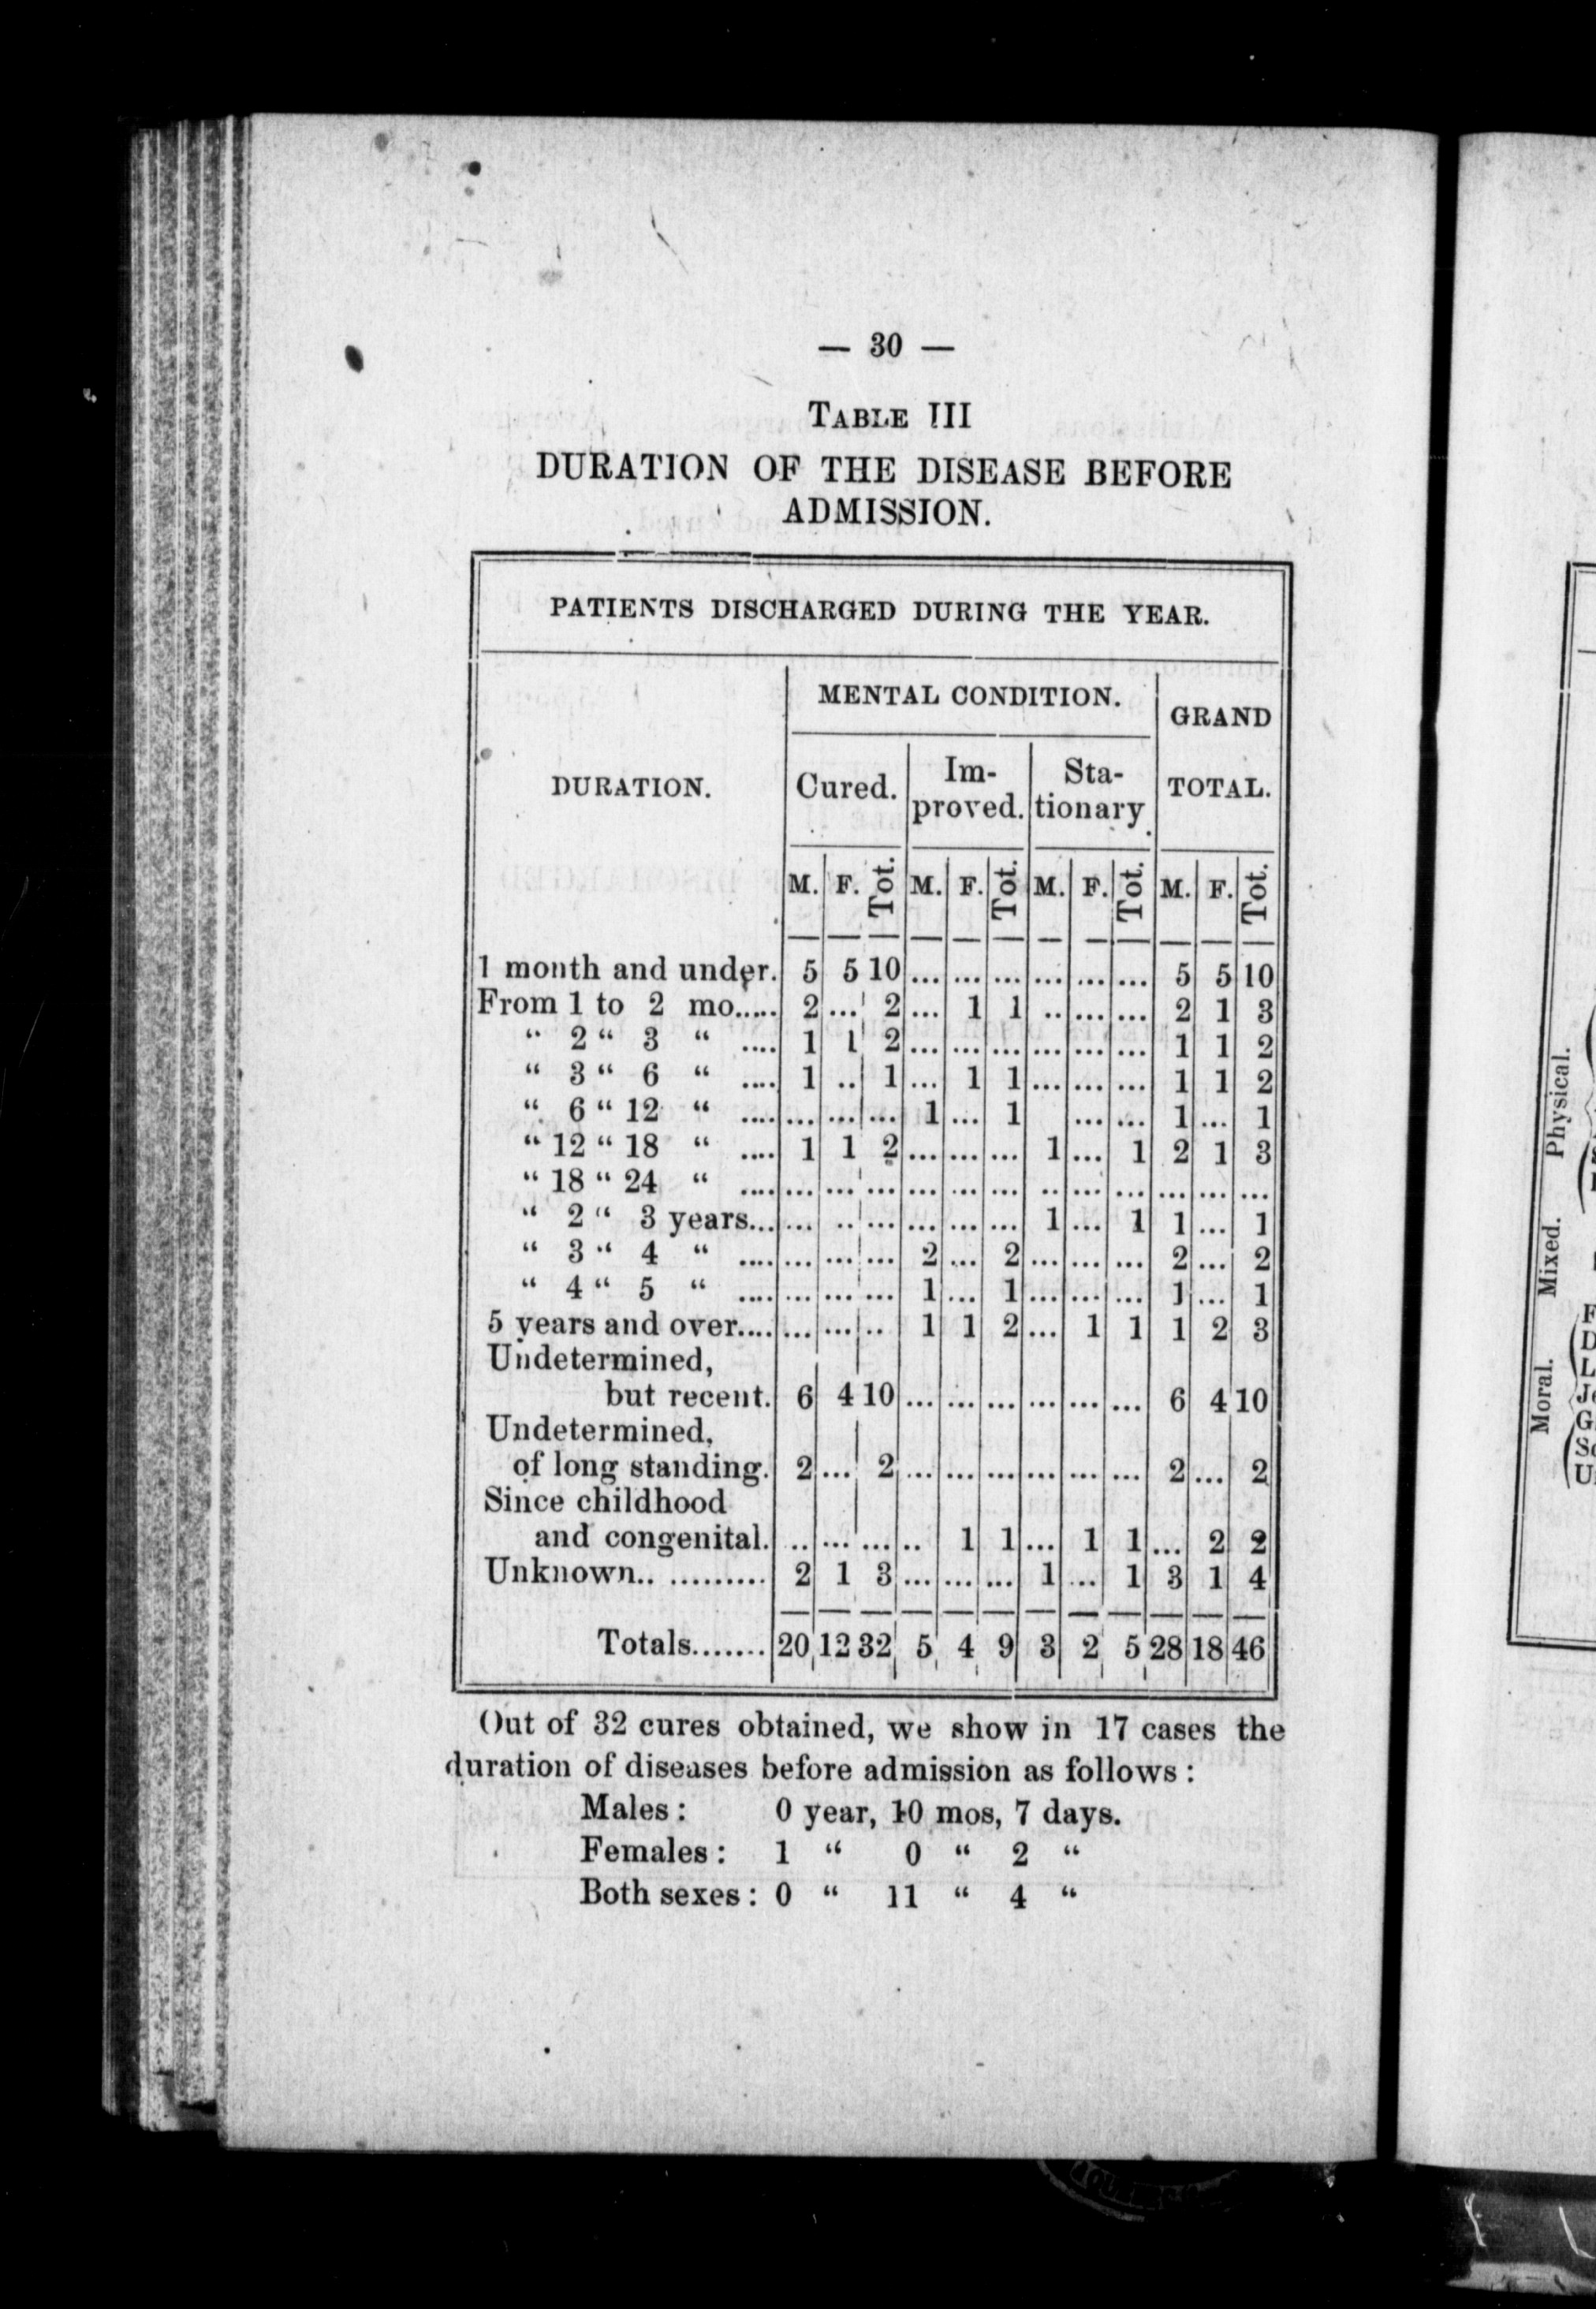 — 30 —
TABLE III
DURATION OF THE DISEASE BEFORE
ADMISSION.
PATIENTS DISCHARGED DURING THE YEAR.
DURATION. MENTAL CONDITION. GRAND TOTAL.
Cured. Im-proved. Sta-tionary.
M. F. Tot. M. F. Tot. M. F. Tot. M. F. Tot.
1 month and under. 5 5 10 ... ... ... ... ... ... 5 5 10
From 1 to 2 mo..... 2 ... 2 ... 1 1 .. ... ... 2 1 3
“ 2 “ 3 “ .... 1 1 2 ... ... ... ... ... ... 1 1 2
“ 3 “ 6 “ .... 1 .. 1 ... 1 1 ... ... ... 1 1 2
“ 6 “ 12 “ .... ... ... ... 1 ... 1 ... ... 1 ... 1
“ 12 “ 18 “ .... 1 1 2 ... ... ... 1 ... 1 2 1 3
“ 18 “ 24 “ .... ... ... ... ... ... ... .. ... ... ... ... ...
“ 2 “ 3 years... ... .. ... ... ... ... 1 ... 1 1 ... 1
“ 3 “ 4 “ .... ... ... ... 2 ... 2 ... ... ... 2 ... 2
“ 4 “ 5 “ .... ... ... ... 1 ... 1 ... ... ... 1 ... 1
5 years and over.... ... ... .. 1 1 2 ... 1 1 1 2 3
Undetermined,
but recent. 6 4 10 ... ... ... ... ... ... 6 4 10
Undetermined,
of long standing. 2 ... 2 ... ... ... ... ... ... 2 ... 2
Since childhood
and congenital. .. ... ... .. 1 1 ... 1 1 ... 2 2
Unknown.. .......... 2 1 3 ... ... ... 1 ... 1 3 1 4
Totals....... 20 12 32 5 4 9 3 2 5 28 18 46
Out of 32 cures obtained, we show in 17 cases the
duration of diseases before admission as follows :
Males : 0 year, 10 mos, 7 days.
Females : 1 “ 0 “ 2 “
Both sexes : 0 “ 11 “ 4 “
Physical.
Mixed.
Moral.